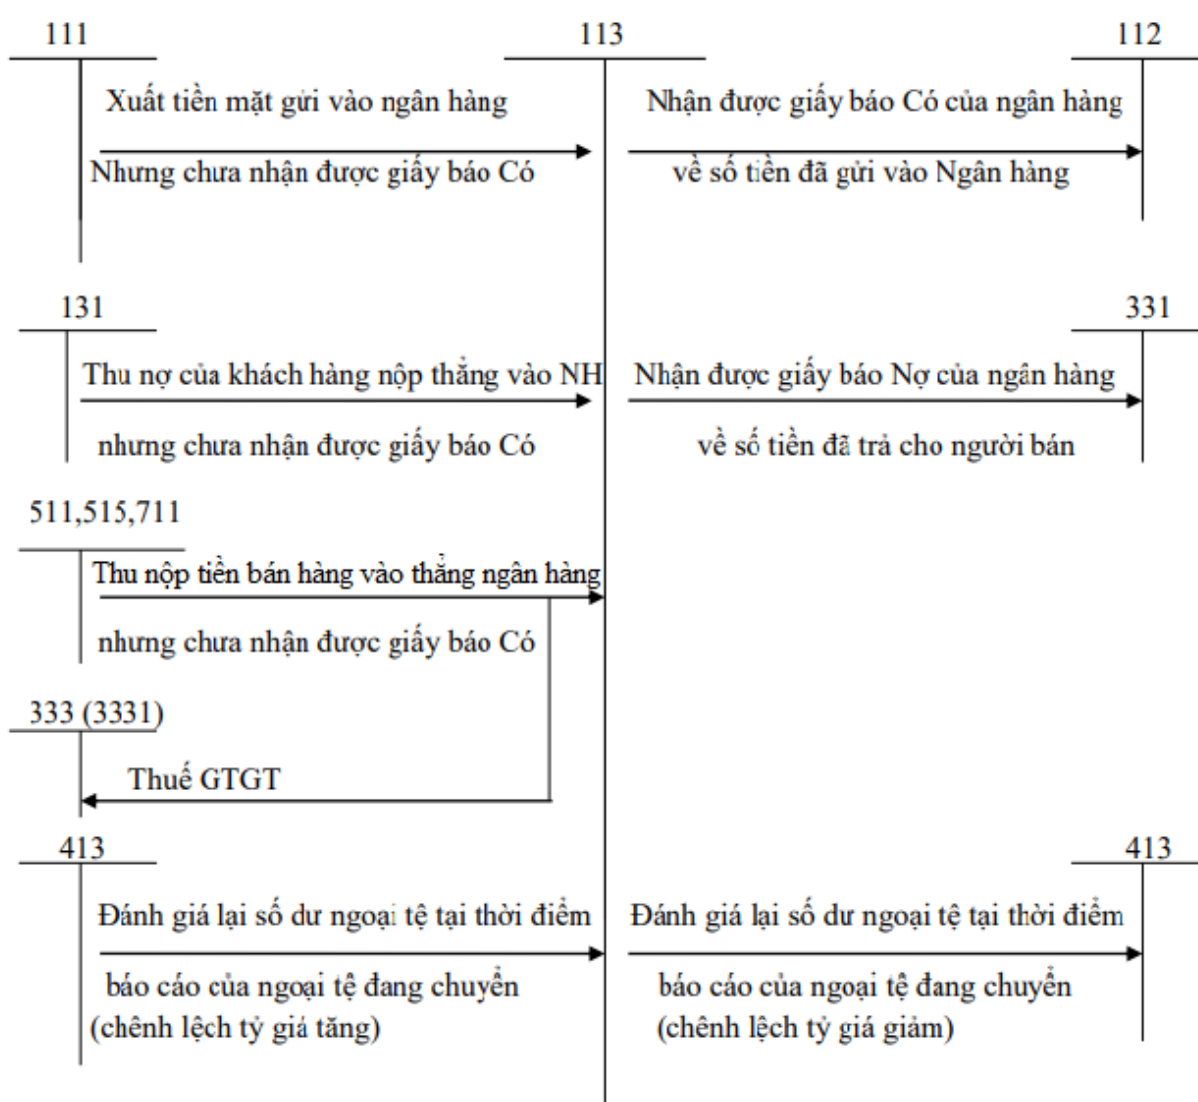 111
113
112
Xuất tiền mặt gửi vào ngân hàng
Nhận được giấy báo Có của ngân hàng
Nhưng chưa nhận được giấy báo Có
về số tiền đã gửi vào Ngân hàng
131
331
Thu nợ của khách hàng nộp thẳng vào NH
Nhận được giấy báo Nợ của ngân hàng
nhưng chưa nhận được giấy báo Có
về số tiền đã trả cho người bán
511,515,711
Thu nộp tiền bán hàng vào thẳng ngân hàng
nhưng chưa nhận được giấy báo Có
333 (3331)
Thuế GTGT
413
413
Đánh giá lại số dư ngoại tệ tại thời điểm
Đánh giá lại số dư ngoại tệ tại thời điểm
báo cáo của ngoại tệ đang chuyển
báo cáo của ngoại tệ đang chuyển
(chênh lệch tỷ giá tăng)
(chênh lệch tỷ giá giảm)